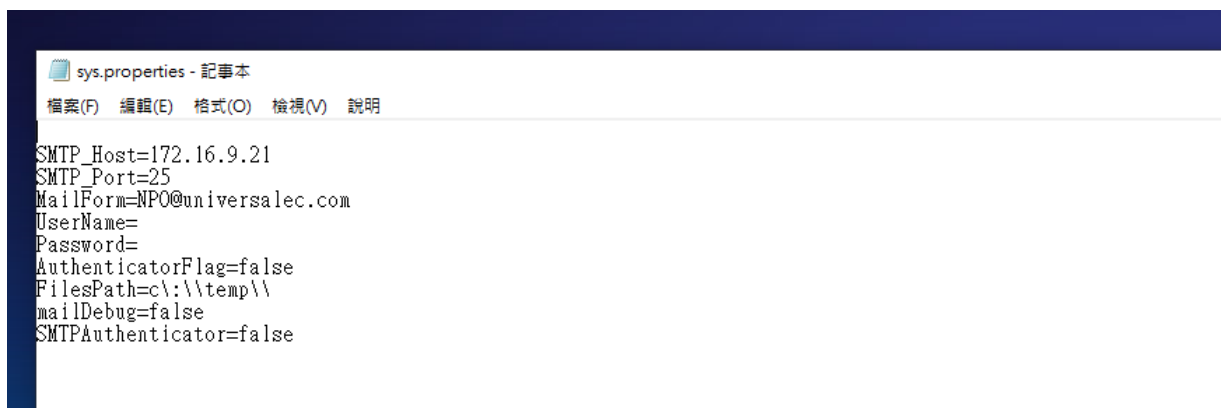 sys.properties - 記事本
檔案(F) 編輯(E) 格式(O) 檢視(V) 說明
SMTP_Host=172.16.9.21
SMTP_Port=25
MailForm=NPO@universalec.com
UserName=
Password=
AuthenticatorFlag=false
FilesPath=c\:\\temp\\
mailDebug=false
SMTPAuthenticator=false